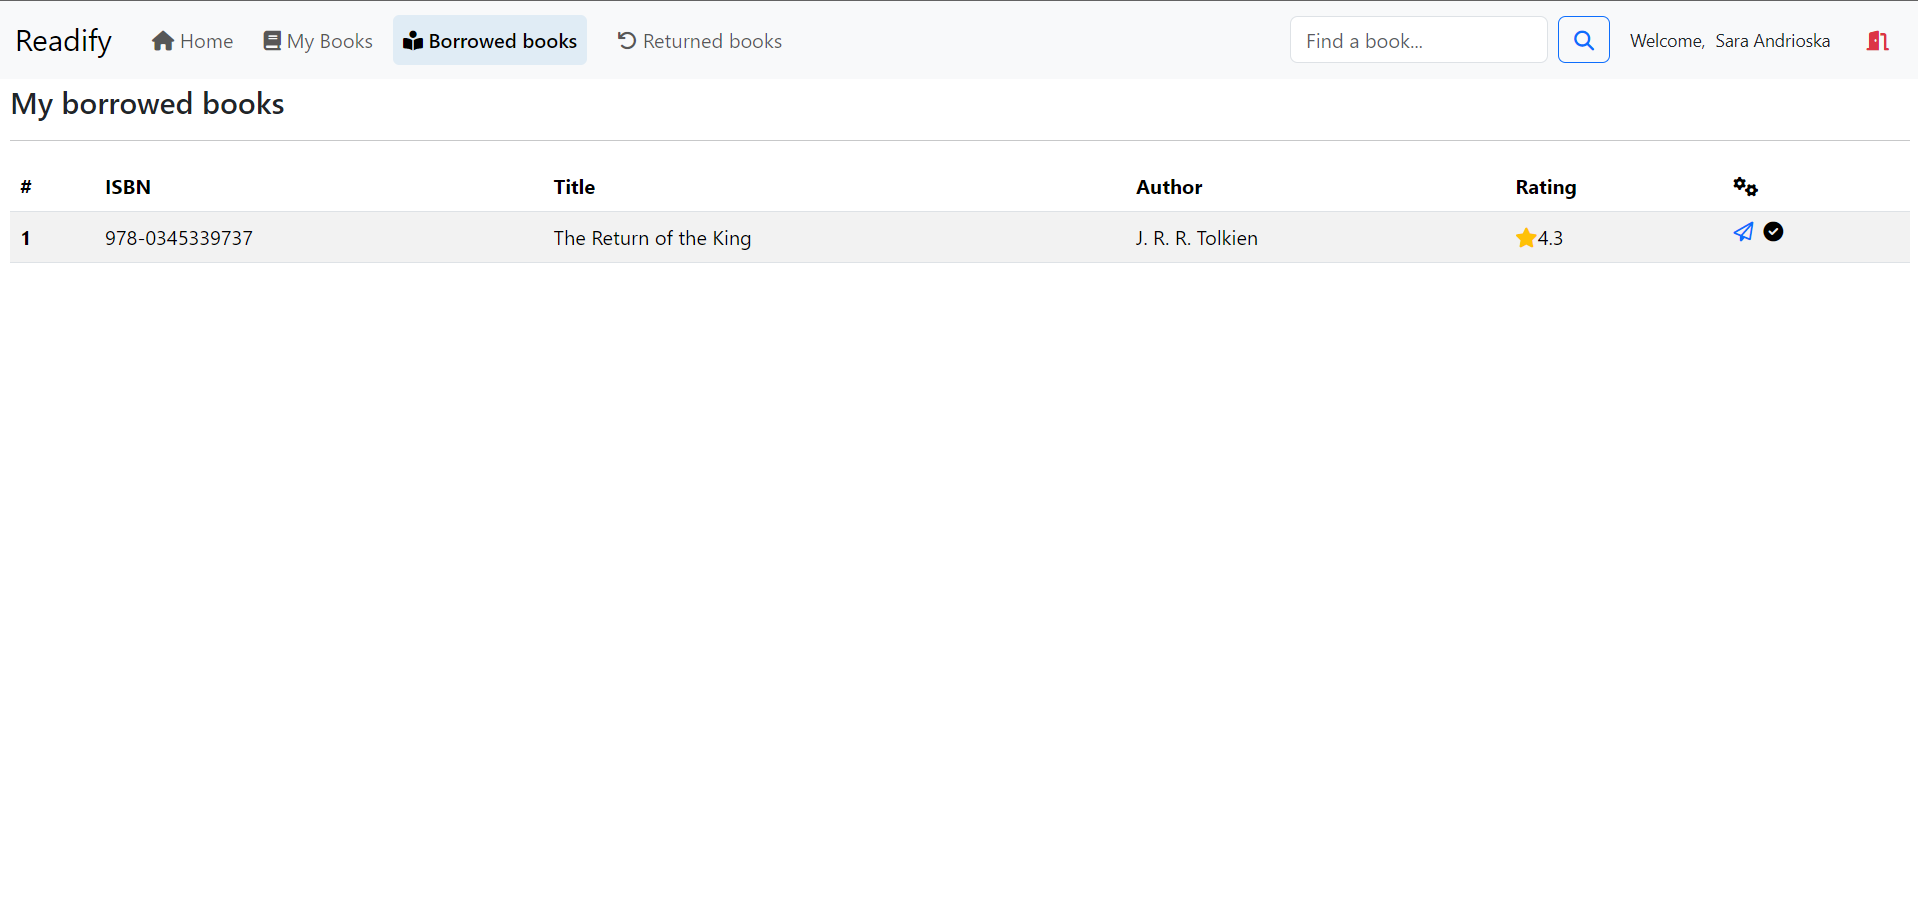 Readify Home My Books Borrowed books Returned books Find a book... Welcome, Sara Andrioska
My borrowed books
# ISBN Title Author Rating
1 978-0345339737 The Return of the King J. R. R. Tolkien 4.3